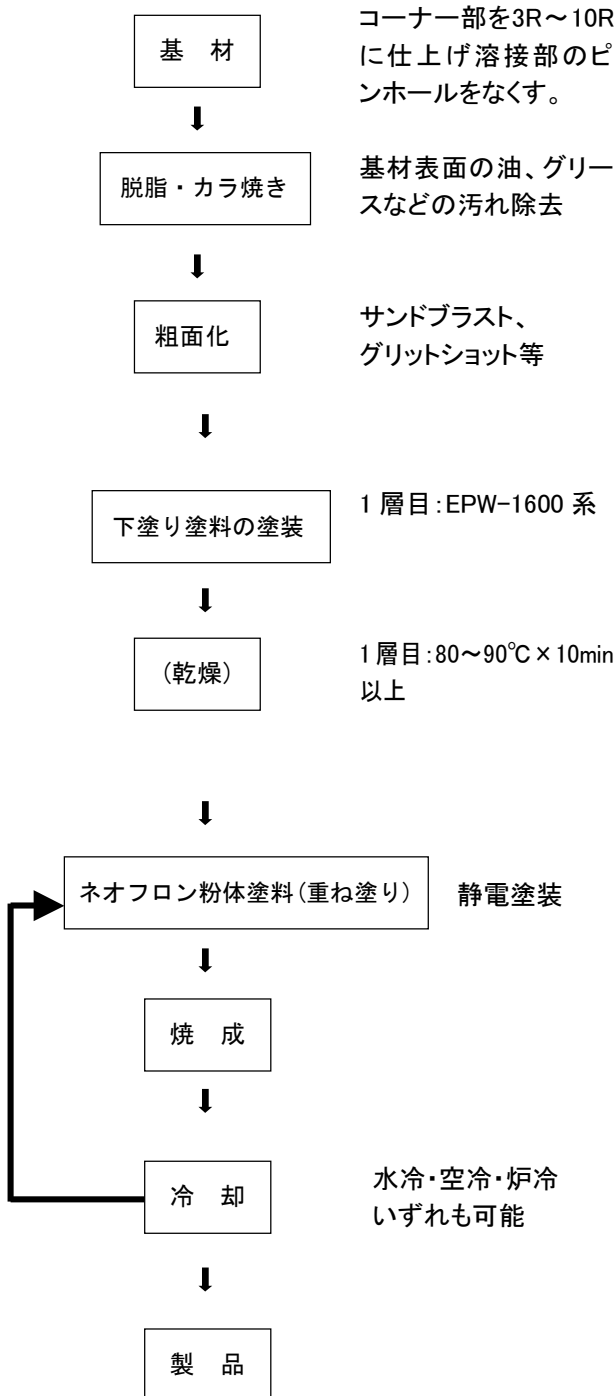 基　材
コーナー部を3R～10R
に仕上げ溶接部のピ
ンホールをなくす。
脱脂・カラ焼き
基材表面の油、グリー
スなどの汚れ除去
粗面化
サンドブラスト、
グリットショット等
下塗り塗料の塗装
1層目：EPW-1600系
(乾燥)
1層目：80～90℃×10min
以上
ネオフロン粉体塗料(重ね塗り)
静電塗装
焼　成
冷　却
水冷・空冷・炉冷
いずれも可能
製　品